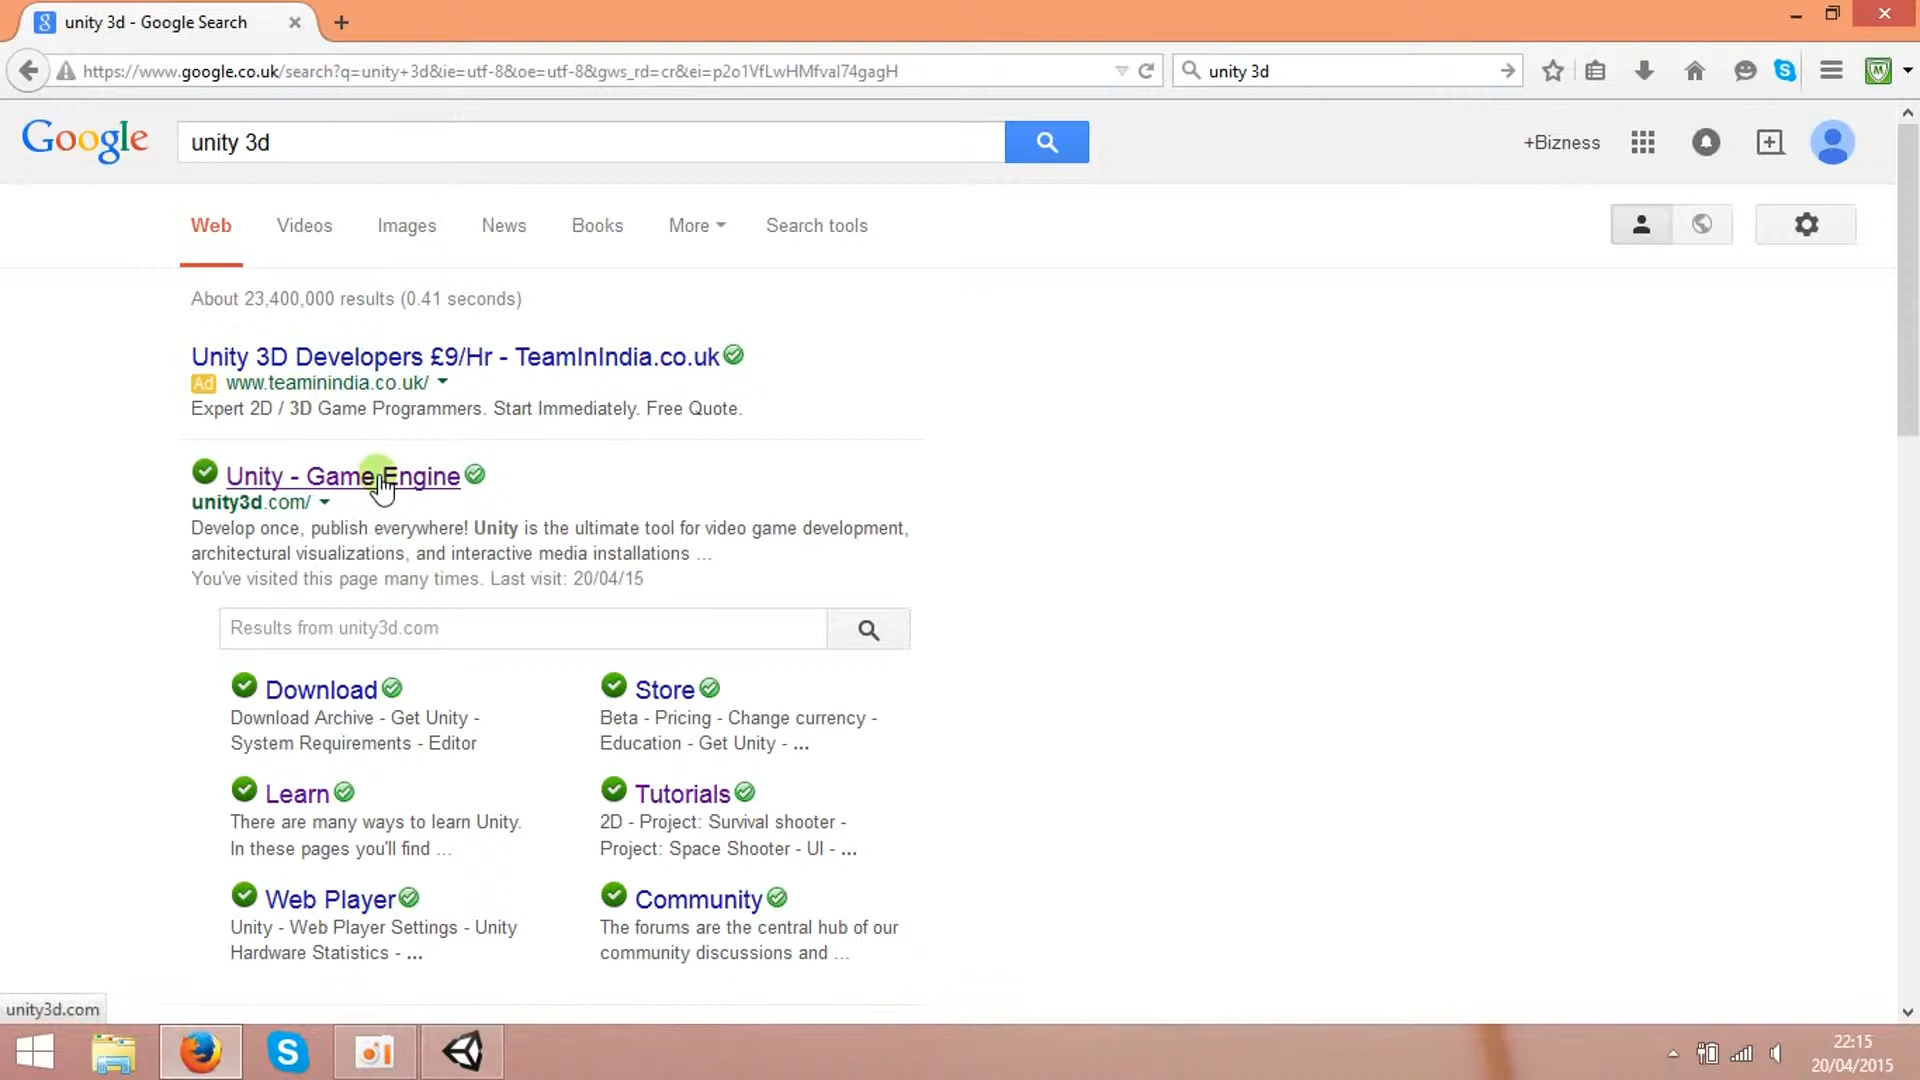 unity 3d - Google Search
https://www.google.co.uk/search?q=unity+3d&ie=utf-8&oe=utf-8&gws_rd=cr&ei=p2o1VfLwHMfval74gagH
unity 3d
Google
unity 3d
+Bizness
Web
Videos
Images
News
Books
More
Search tools
About 23,400,000 results (0.41 seconds)
Unity 3D Developers £9/Hr - TeamInIndia.co.uk
Ad www.teaminindia.co.uk/
Expert 2D / 3D Game Programmers. Start Immediately. Free Quote.
Unity - Game Engine
unity3d.com/
Develop once, publish everywhere! Unity is the ultimate tool for video game development,
architectural visualizations, and interactive media installations ...
You've visited this page many times. Last visit: 20/04/15
Results from unity3d.com
Download
Download Archive - Get Unity -
System Requirements - Editor
Store
Beta - Pricing - Change currency -
Education - Get Unity - ...
Learn
There are many ways to learn Unity.
In these pages you'll find ...
Tutorials
2D - Project: Survival shooter -
Project: Space Shooter - UI - ...
Web Player
Unity - Web Player Settings - Unity
Hardware Statistics - ...
Community
The forums are the central hub of our
community discussions and ...
unity3d.com
22:15
20/04/2015